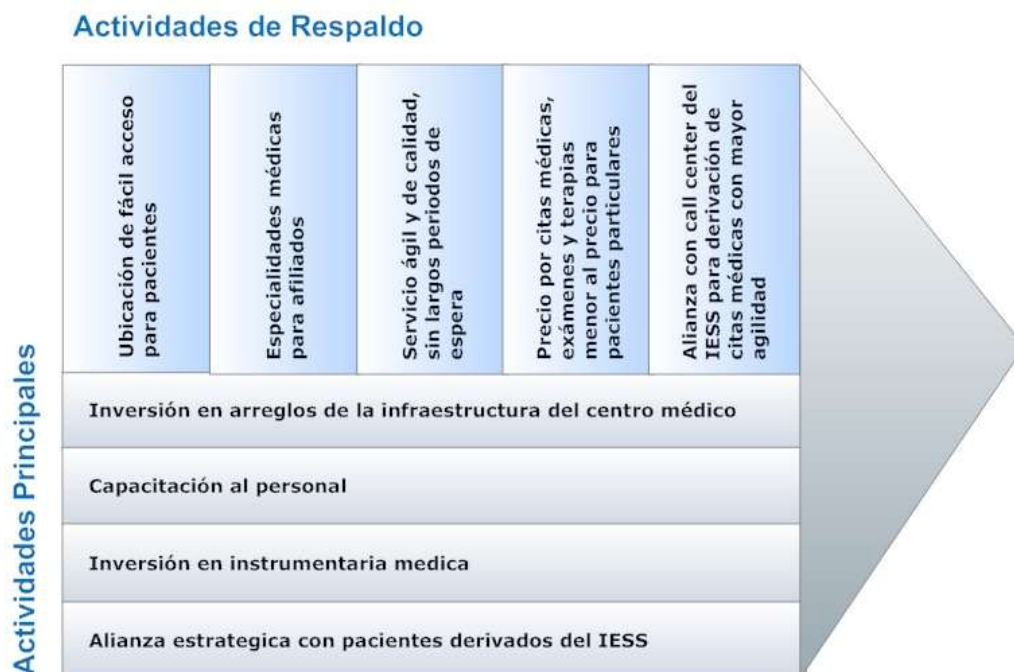 Actividades de Respaldo
Ubicación de fácil acceso
para pacientes
Especialidades médicas
para afiliados
Servicio ágil y de calidad,
sin largos periodos de
espera
Precio por citas médicas,
exámenes y terapias
menor al precio para
pacientes particulares
Alianza con call center del
IESS para derivación de
citas médicas con mayor
agilidad
Actividades Principales
Inversión en arreglos de la infraestructura del centro médico
Capacitación al personal
Inversión en instrumentaria medica
Alianza estrategica con pacientes derivados del IESS